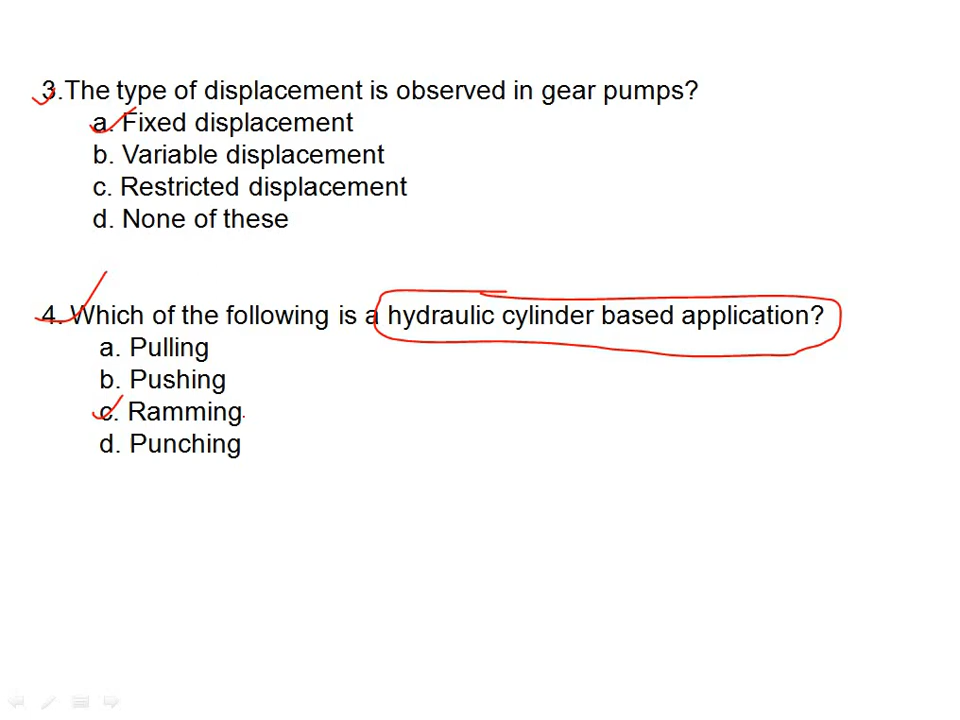 3.The type of displacement is observed in gear pumps?
a. Fixed displacement
b. Variable displacement
c. Restricted displacement
d. None of these
4. Which of the following is a hydraulic cylinder based application?
a. Pulling
b. Pushing
c. Ramming
d. Punching